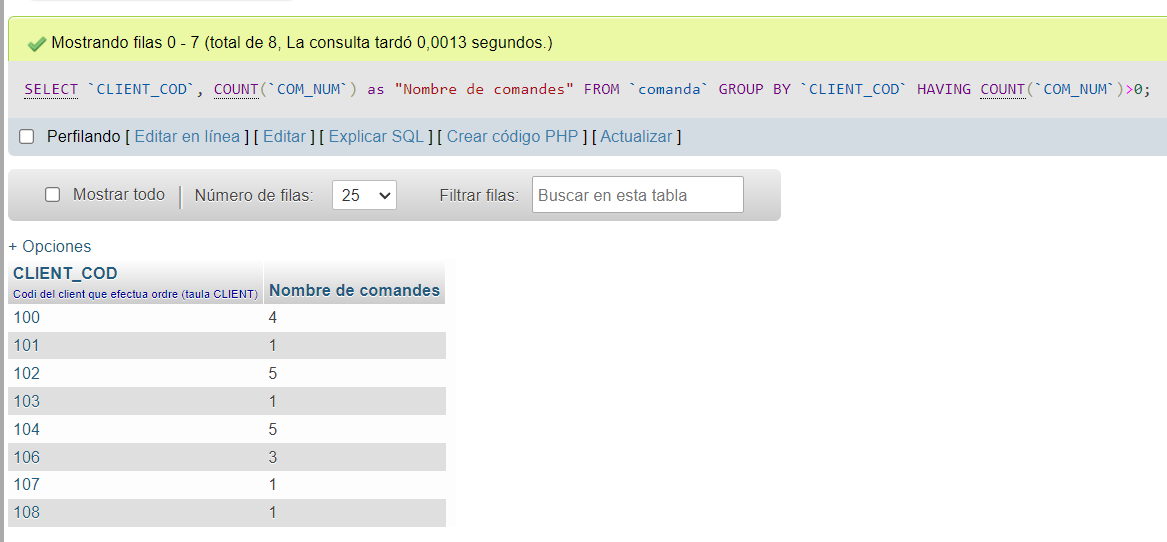 Mostrando filas 0 - 7 (total de 8, La consulta tardó 0,0013 segundos.)
SELECT `CLIENT_COD`, COUNT(`COM_NUM`) as "Nombre de comandes" FROM `comanda` GROUP BY `CLIENT_COD` HAVING COUNT(`COM_NUM`)>0;
Perfilando [ Editar en línea ] [ Editar ] [ Explicar SQL ] [ Crear código PHP ] [ Actualizar ]
Mostrar todo | Número de filas: 25 Filtrar filas: Buscar en esta tabla
+ Opciones
CLIENT_COD
Codi del client que efectua ordre (taula CLIENT) Nombre de comandes
100 4
101 1
102 5
103 1
104 5
106 3
107 1
108 1